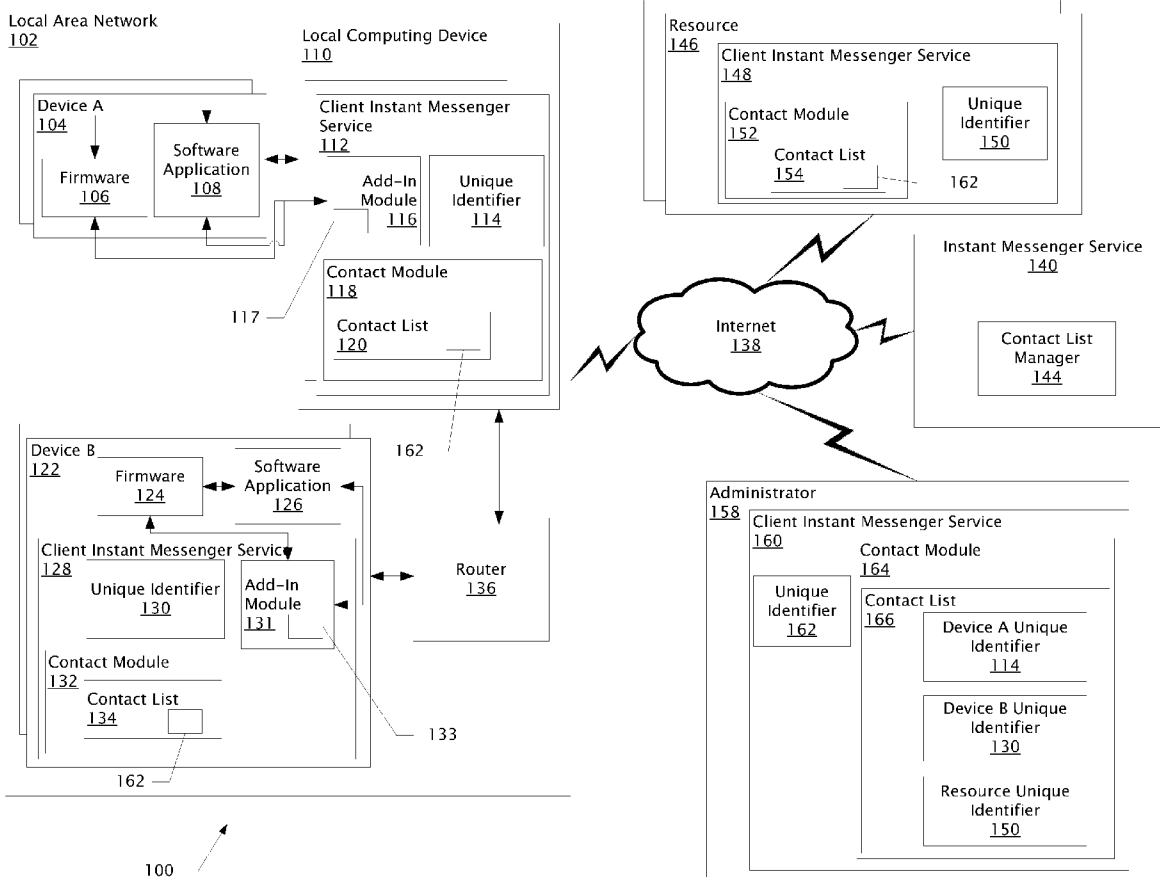 Local Area Network
102
Local Computing Device
110
Device A
104
Firmware
106
Software
Application
108
Client Instant Messenger
Service
112
Add-In
Module
116
Unique
Identifier
114
117
Contact Module
118
Contact List
120
162
Device B
122
Firmware
124
Software
Application
126
Client Instant Messenger Service
128
Unique Identifier
130
Add-In
Module
131
Contact Module
132
Contact List
134
133
162
Router
136
100
Resource
146
Client Instant Messenger Service
148
Contact Module
152
Contact List
154
162
Unique
Identifier
150
Internet
138
Instant Messenger Service
140
Contact List
Manager
144
Administrator
158
Client Instant Messenger Service
160
Unique
Identifier
162
Contact Module
164
Contact List
166
Device A Unique
Identifier
114
Device B Unique
Identifier
130
Resource Unique
Identifier
150